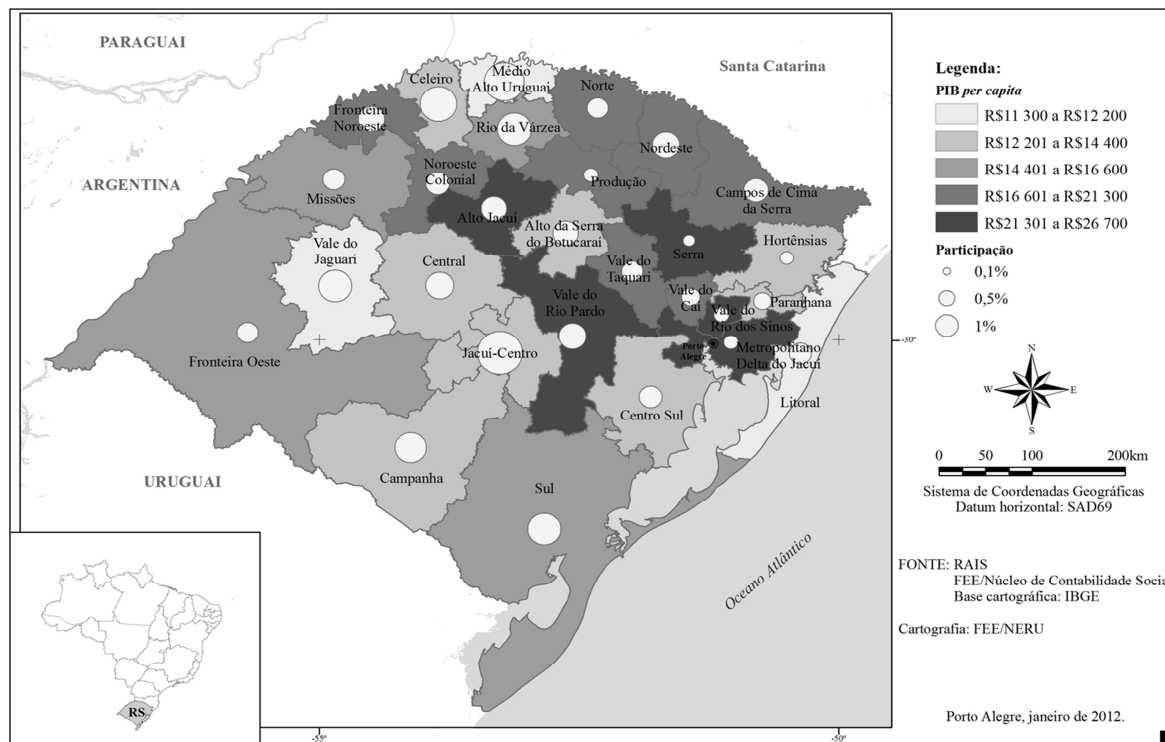 PARAGUAI
Santa Catarina
ARGENTINA
URUGUAI
Oceano Atlântico
Celeiro
Médio
Alto Uruguai
Norte
Fronteira
Noroeste
Rio da Várzea
Nordeste
Noroeste
Colonial
Produção
Missões
Campos de Cima
da Serra
Alto Jacuí
Alto da Serra
do Botucaraí
Hortênsias
Vale do
Jaguarí
Central
Serra
Vale do
Taquari
Vale do
Rio Pardo
Vale do
Caí
Paranhana
Vale do
Rio dos Sinos
Porto
Alegre
Metropolitano
Delta do Jacuí
Fronteira Oeste
Jacuí-Centro
Litoral
Centro Sul
Campanha
Sul
-30°
-55°
-50°
RS
Legenda:
PIB per capita
R$11 300 a R$12 200
R$12 201 a R$14 400
R$14 401 a R$16 600
R$16 601 a R$21 300
R$21 301 a R$26 700
Participação
0,1%
0,5%
1%
N
W E
S
0 25 50 100 200km
Sistema de Coordenadas Geográficas
Datum horizontal: SAD69
FONTE: RAIS
FEE/Núcleo de Contabilidade Socia
Base cartográfica: IBGE
Cartografia: FEE/NERU
Porto Alegre, janeiro de 2012.